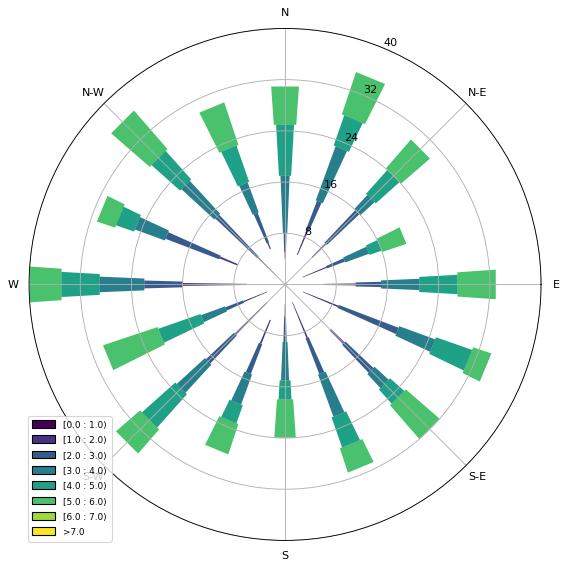 N
40
N-W
N-E
32
24
16
8
W
E
[0.0 : 1.0)
[1.0 : 2.0)
[2.0 : 3.0)
[3.0 : 4.0)
[4.0 : 5.0)
[5.0 : 6.0)
[6.0 : 7.0)
>7.0
S-W
S-E
S